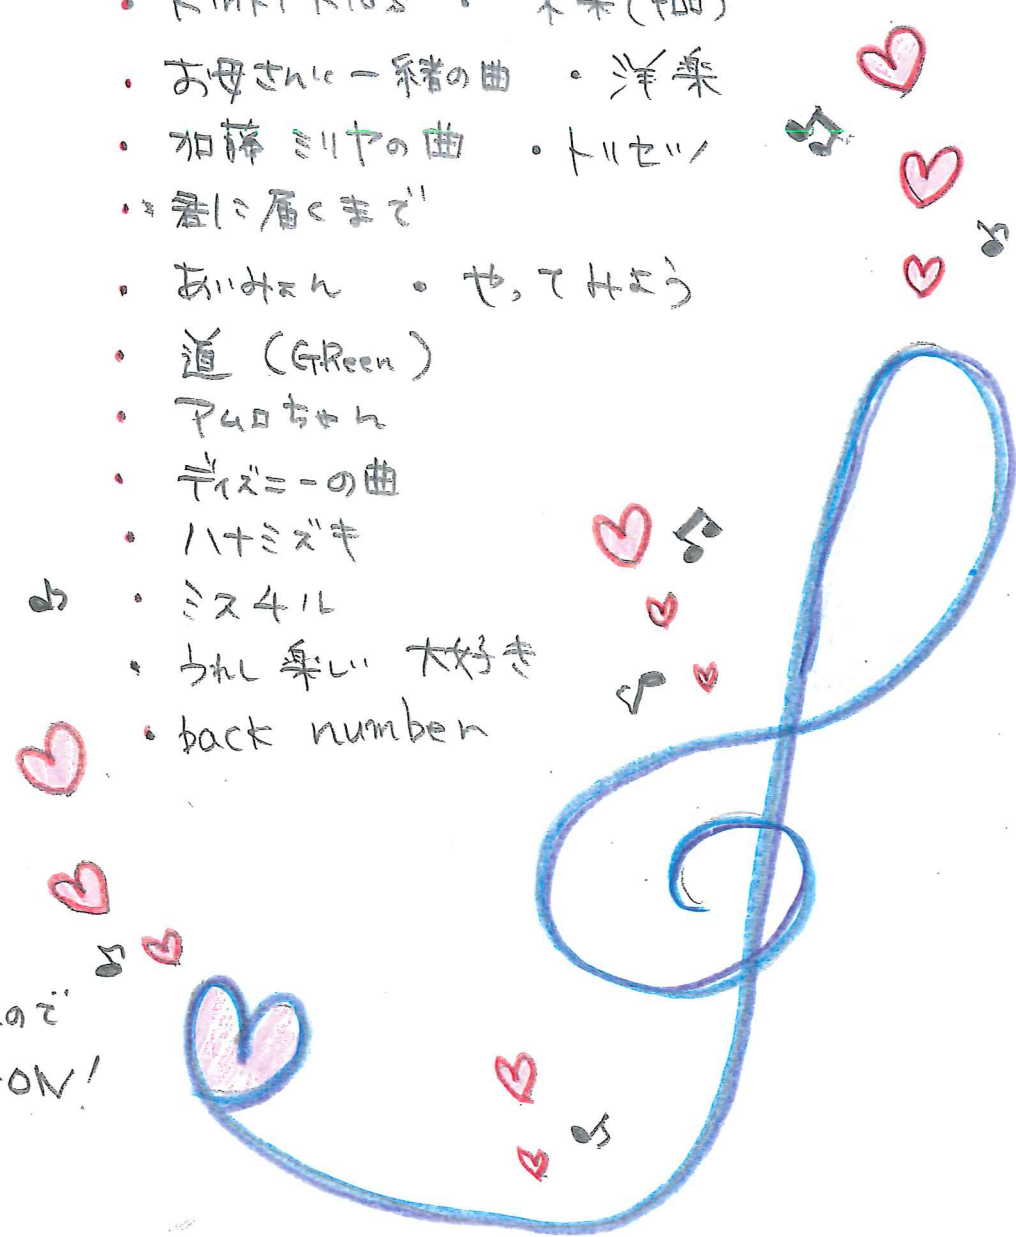 ・お母さんと一緒の曲 ・洋楽
・加藤ミリヤの曲 ・トリセツ
・君に届くまで
・あいみょん ・やってみよう
・道 (GReen)
・アムロちゃん
・ディズニーの曲
・ハナミズキ
・ミスチル
・うれし楽しい 大好き
・back number
ので
ON!